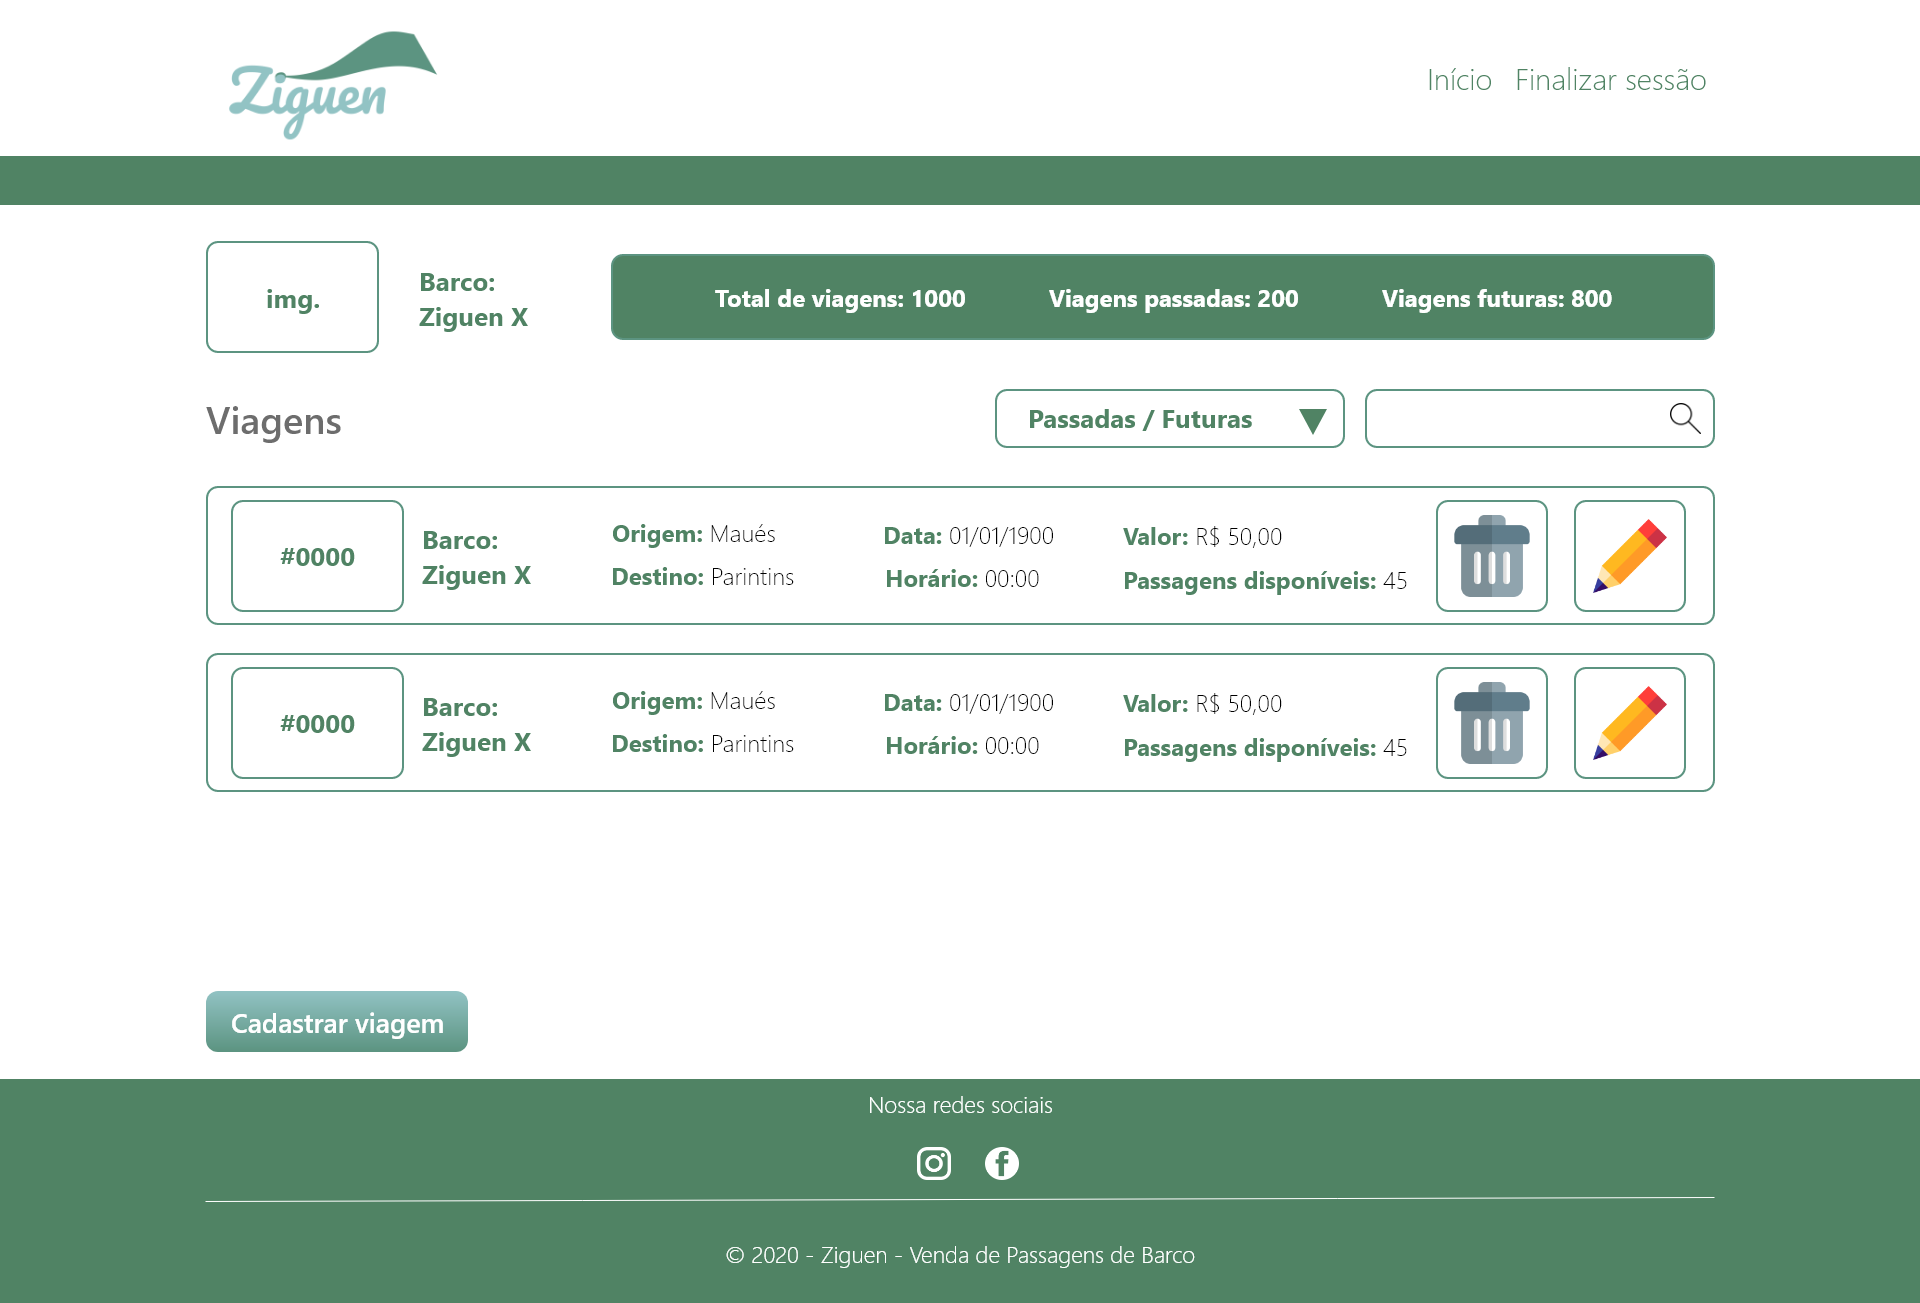 Ziguen
Início Finalizar sessão
img.
Barco:
Ziguen X
Total de viagens: 1000 Viagens passadas: 200 Viagens futuras: 800
Viagens
Passadas / Futuras
#0000
Barco:
Ziguen X
Origem: Maués
Destino: Parintins
Data: 01/01/1900
Horário: 00:00
Valor: R$ 50,00
Passagens disponíveis: 45
#0000
Barco:
Ziguen X
Origem: Maués
Destino: Parintins
Data: 01/01/1900
Horário: 00:00
Valor: R$ 50,00
Passagens disponíveis: 45
Cadastrar viagem
Nossa redes sociais
© 2020 - Ziguen - Venda de Passagens de Barco